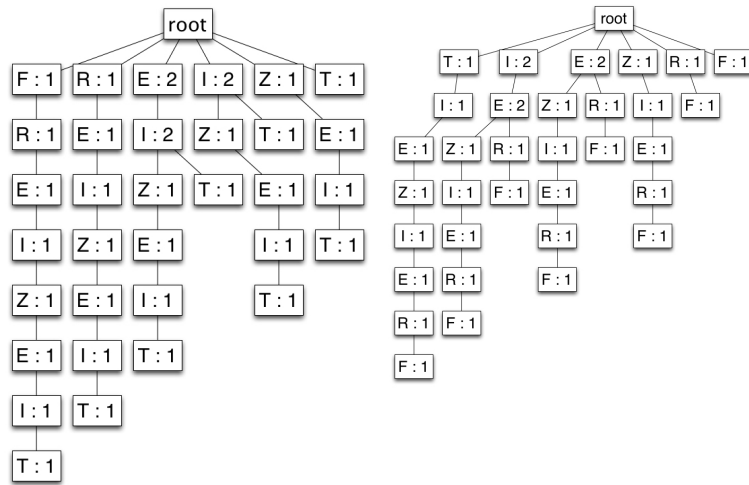 root
F : 1 R : 1 E : 2 I : 2 Z : 1 T : 1
R : 1 E : 1 I : 2 Z : 1 T : 1 E : 1
E : 1 I : 1 Z : 1 T : 1 E : 1 I : 1
I : 1 Z : 1 E : 1 I : 1 T : 1
Z : 1 E : 1 I : 1 T : 1
E : 1 I : 1 T : 1
I : 1 T : 1
T : 1
root
T : 1 I : 2 E : 2 Z : 1 R : 1 F : 1
I : 1 E : 2 Z : 1 R : 1 I : 1 F : 1
E : 1 Z : 1 R : 1 I : 1 F : 1 E : 1
Z : 1 I : 1 F : 1 E : 1 R : 1
I : 1 E : 1 R : 1 F : 1
E : 1 R : 1 F : 1
R : 1 F : 1
F : 1